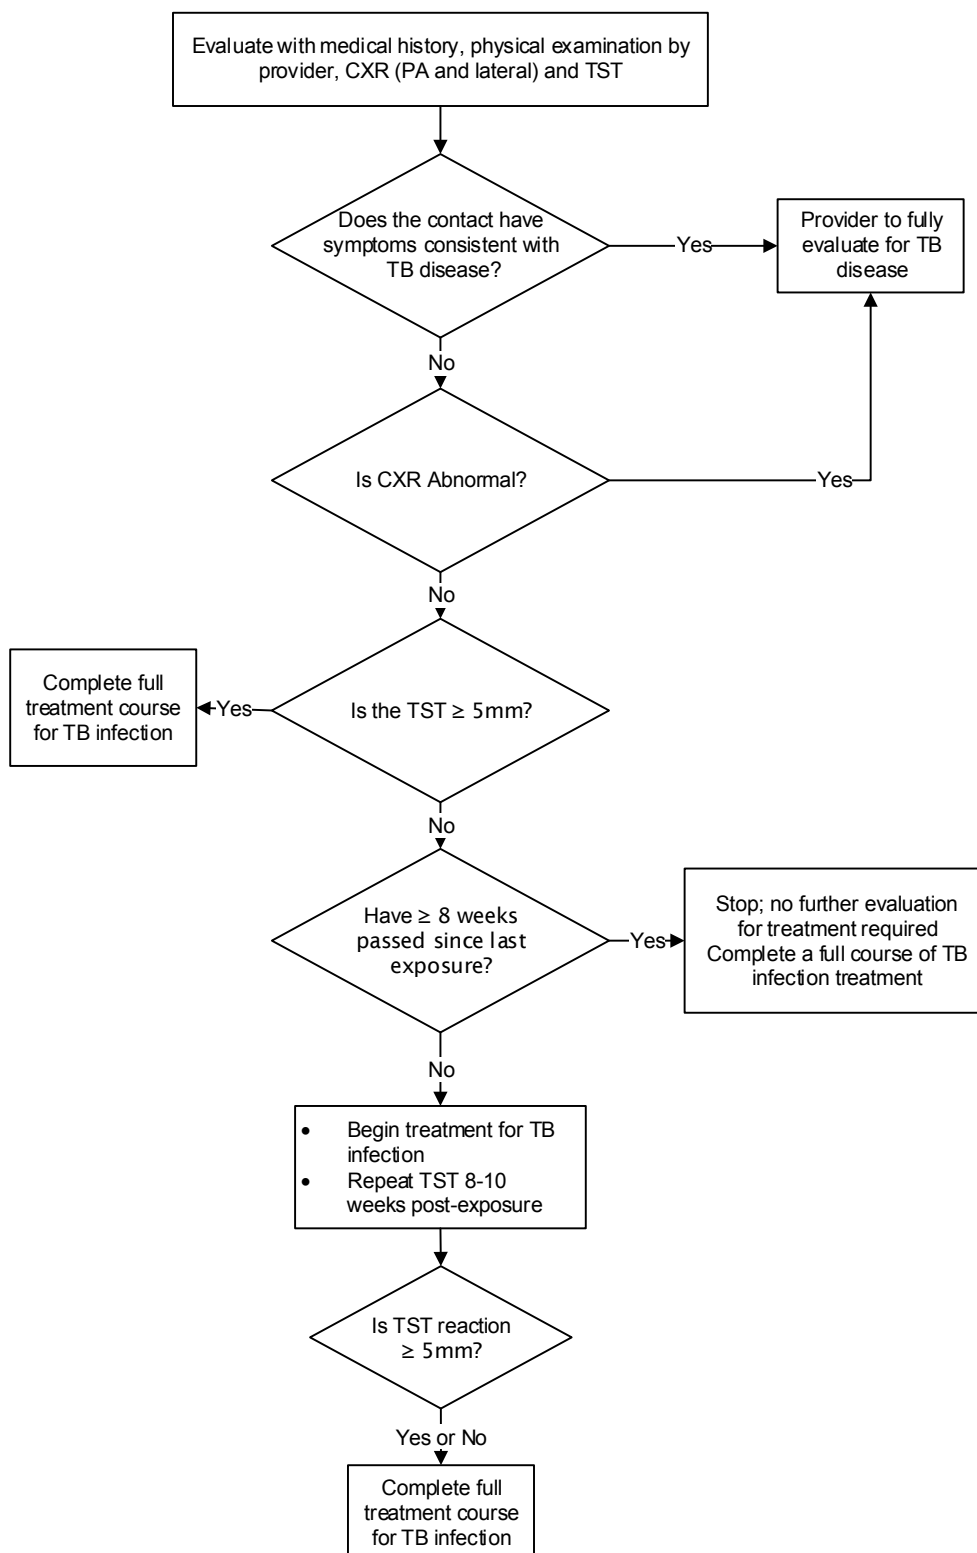 Evaluate with medical history, physical examination by
provider, CXR (PA and lateral) and TST
Does the contact have
symptoms consistent with
TB disease?
Yes
Provider to fully
evaluate for TB
disease
No
Is CXR Abnormal?
Yes
No
Is the TST ≥ 5mm?
Yes
Complete full
treatment course
for TB infection
No
Have ≥ 8 weeks
passed since last
exposure?
Yes
Stop; no further evaluation
for treatment required
Complete a full course of TB
infection treatment
No
• Begin treatment for TB
infection
• Repeat TST 8-10
weeks post-exposure
Is TST reaction
≥ 5mm?
Yes or No
Complete full
treatment course
for TB infection